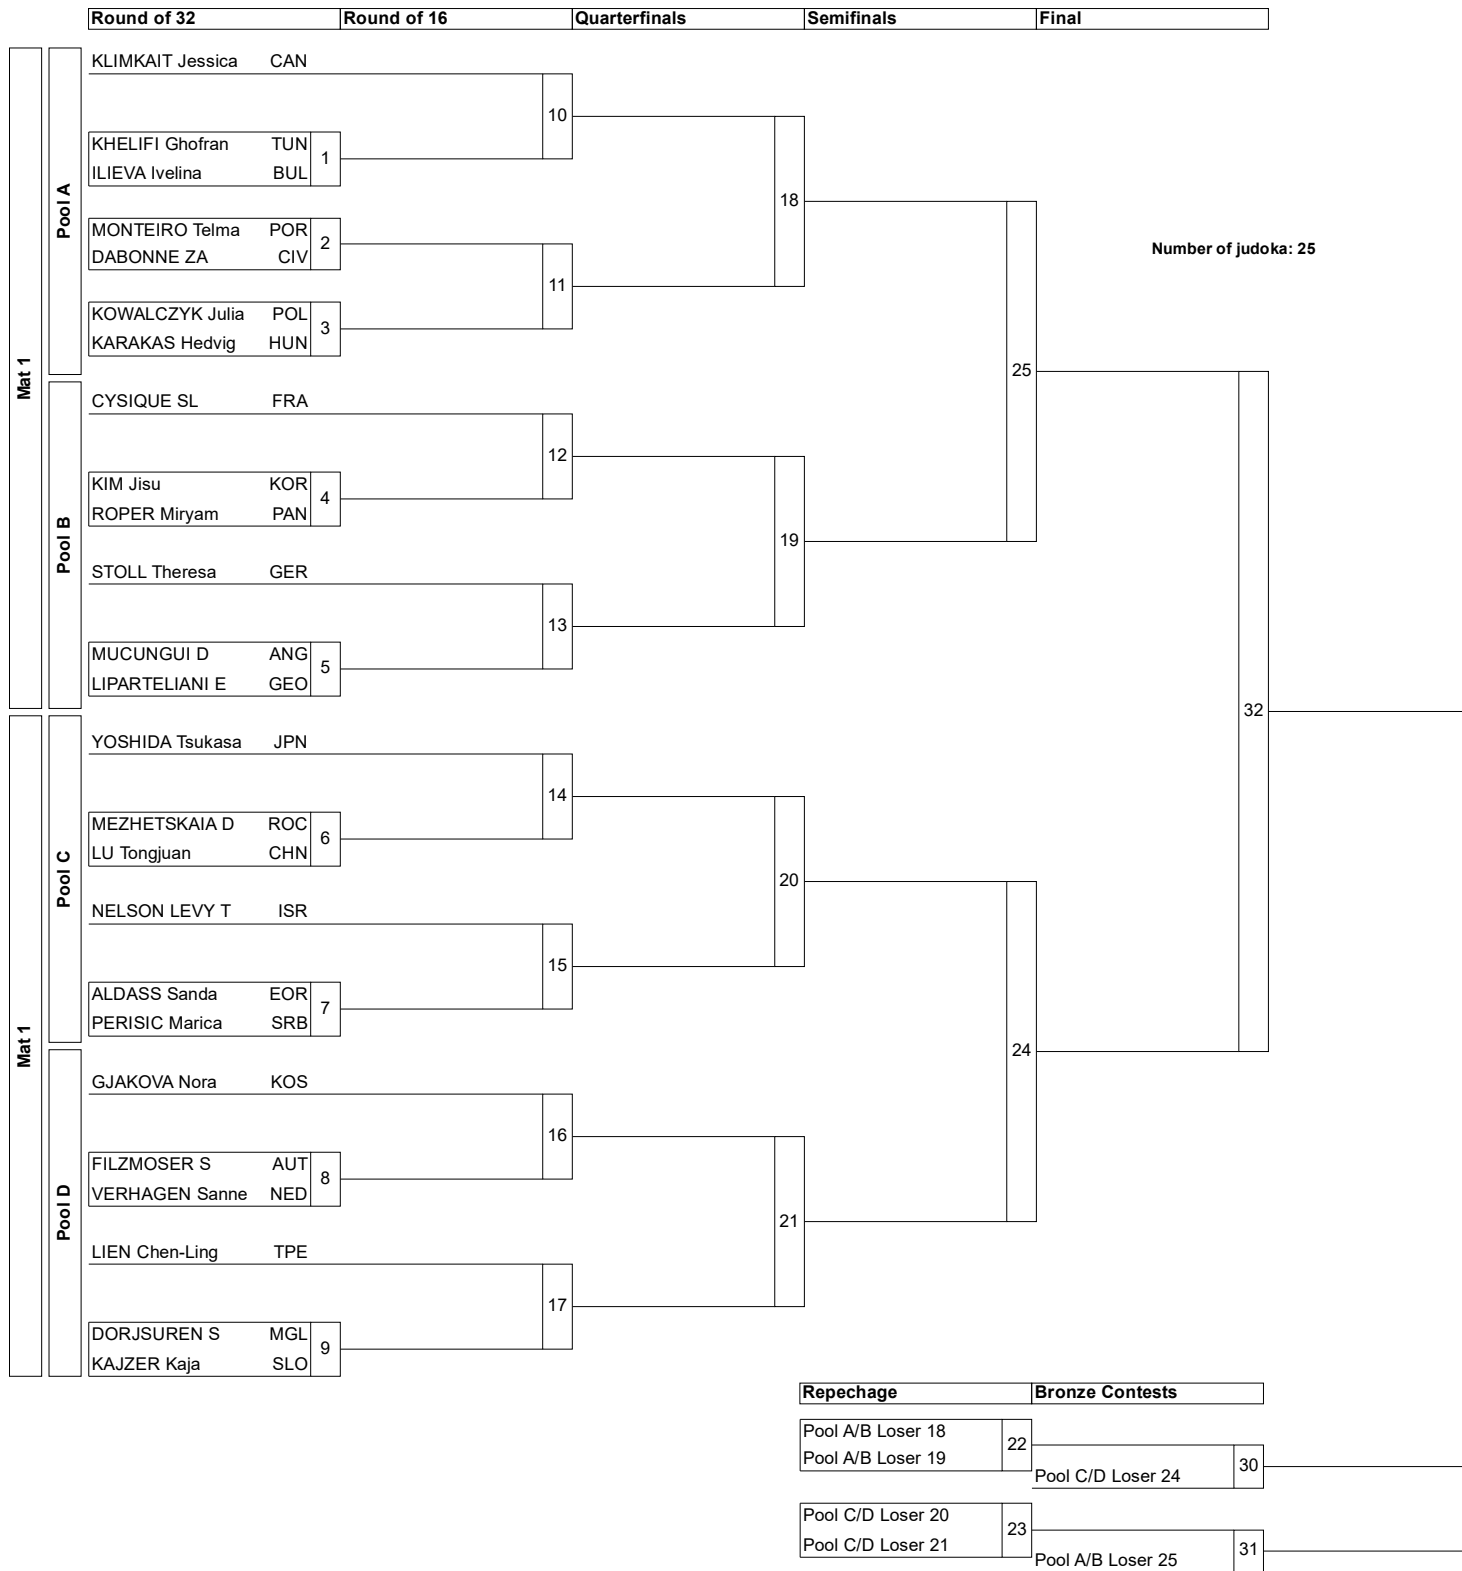 Round of 32 Round of 16 Quarterfinals Semifinals Final
Mat 1
Pool A
KLIMKAIT Jessica CAN
10
KHELIFI Ghofran TUN
1
ILIEVA Ivelina BUL
18
MONTEIRO Telma POR
2
DABONNE ZA CIV
Number of judoka: 25
11
KOWALCZYK Julia POL
3
KARAKAS Hedvig HUN
25
Pool B
CYSIQUE SL FRA
12
KIM Jisu KOR
4
ROPER Miryam PAN
19
STOLL Theresa GER
13
MUCUNGUI D ANG
5
LIPARTELIANI E GEO
32
Mat 1
Pool C
YOSHIDA Tsukasa JPN
14
MEZHETSKAIA D ROC
6
LU Tongjuan CHN
20
NELSON LEVY T ISR
15
ALDASS Sanda EOR
7
PERISIC Marica SRB
24
Pool D
GJAKOVA Nora KOS
16
FILZMOSER S AUT
8
VERHAGEN Sanne NED
21
LIEN Chen-Ling TPE
17
DORJSUREN S MGL
9
KAJZER Kaja SLO
Repechage Bronze Contests
Pool A/B Loser 18
22
Pool A/B Loser 19
30
Pool C/D Loser 24
Pool C/D Loser 20
23
Pool C/D Loser 21
31
Pool A/B Loser 25